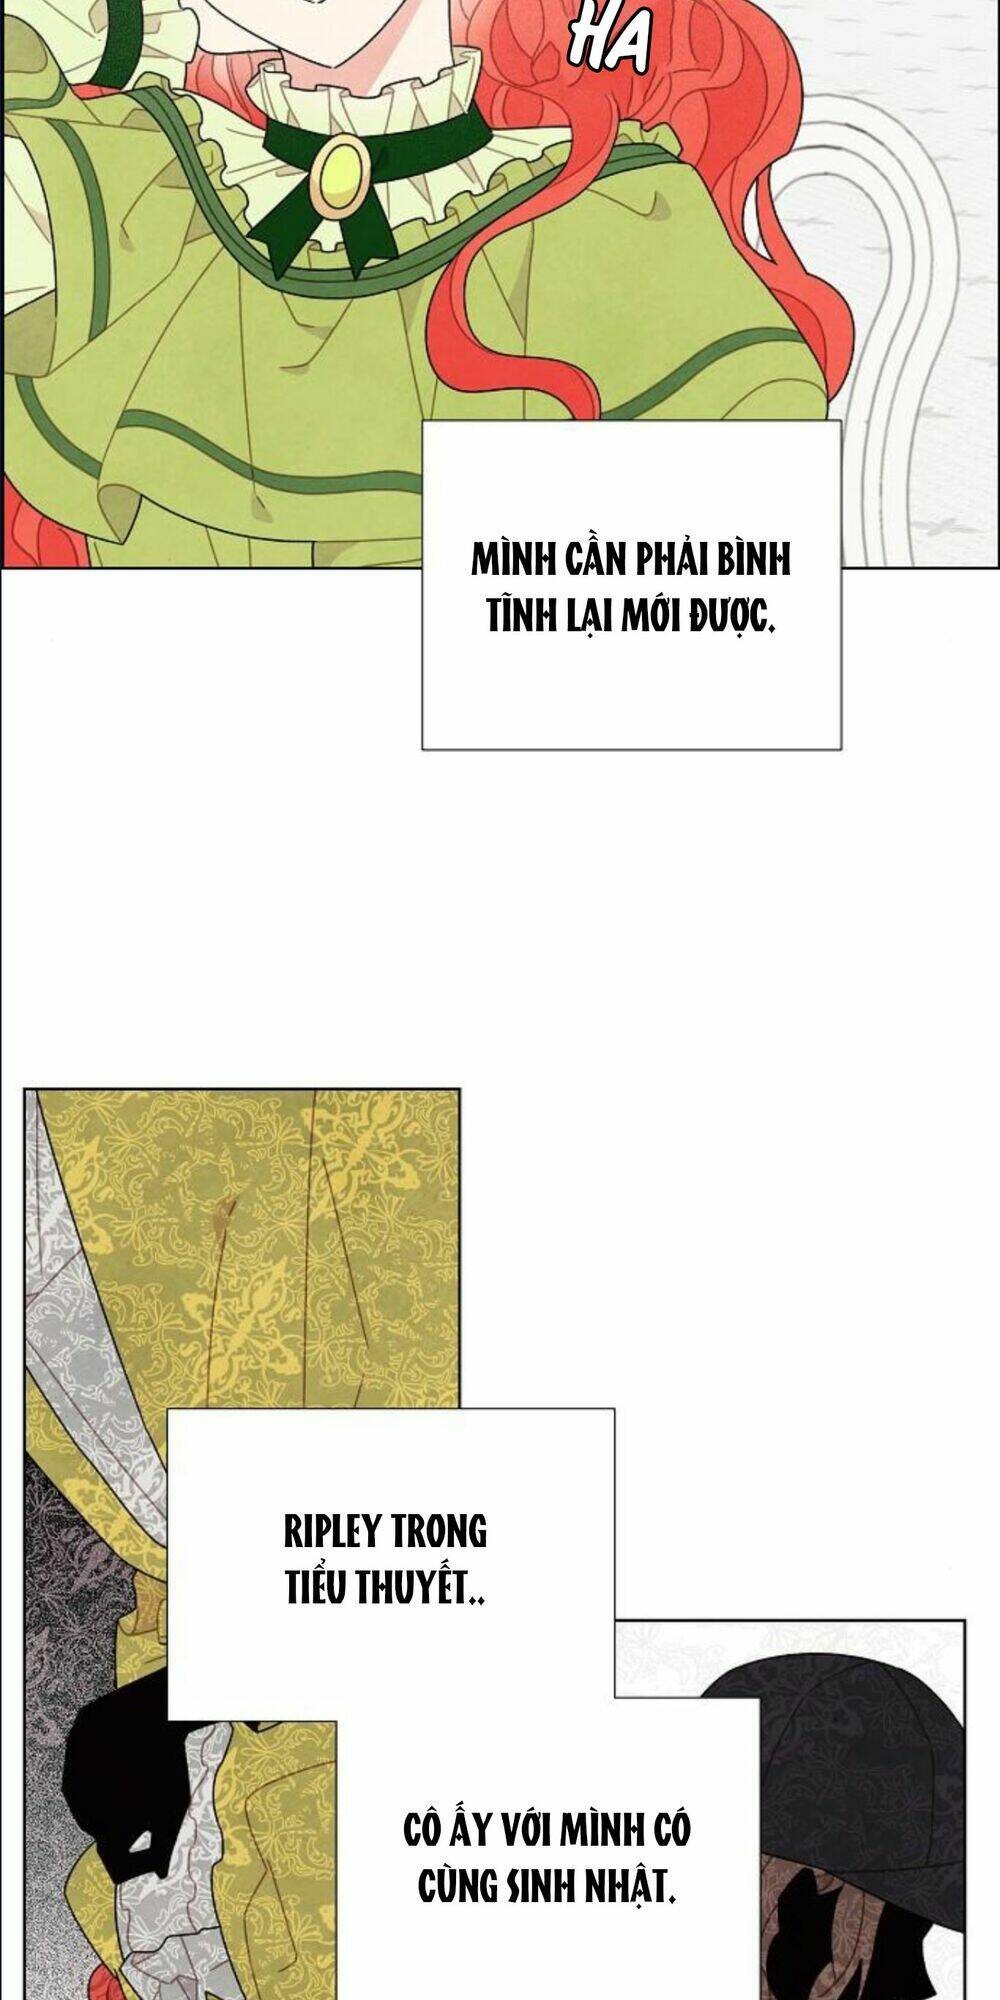 HA
MÌNH CẦN PHẢI BÌNH
TĨNH LẠI MỚI ĐƯỢC.
RIPLEY TRONG
TIỂU THUYẾT..
CÔ ẤY VỚI MÌNH CÓ
CÙNG SINH NHẬT.